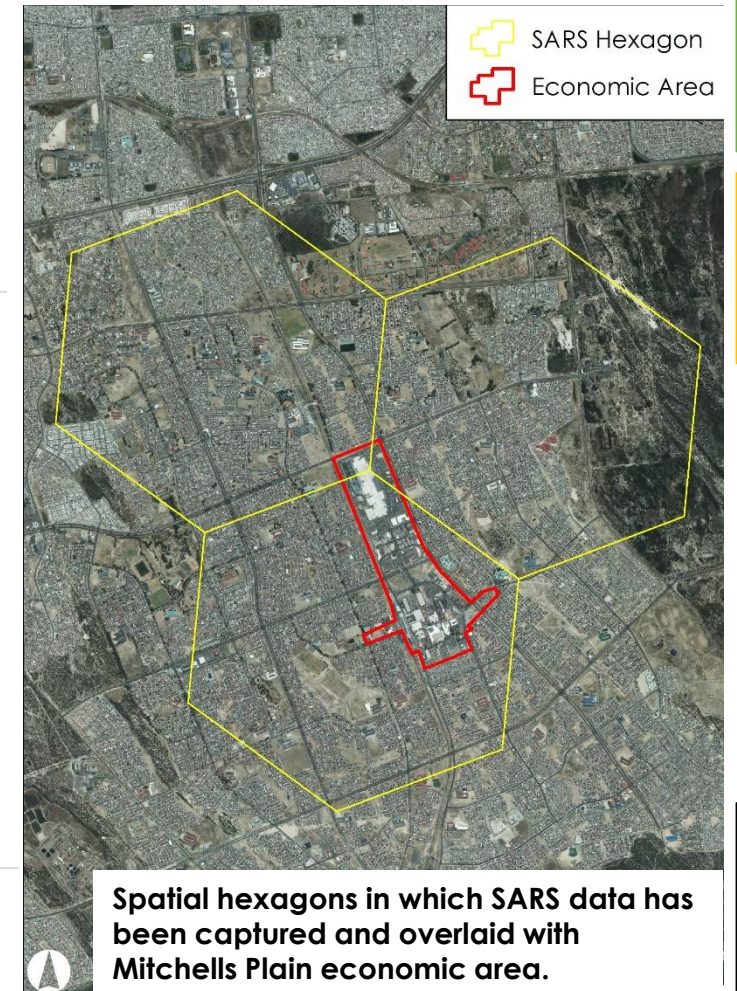 SARS Hexagon
Economic Area
Spatial hexagons in which SARS data has
been captured and overlaid with
Mitchells Plain economic area.